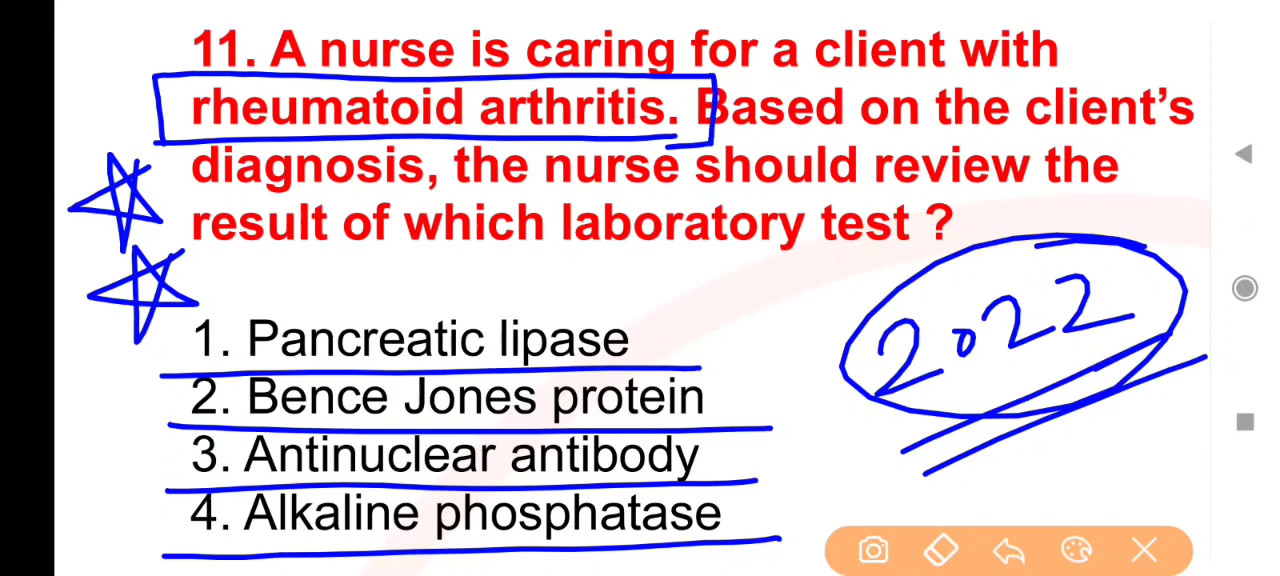 11. A nurse is caring for a client with
rheumatoid arthritis. Based on the client’s
diagnosis, the nurse should review the
result of which laboratory test ?
2022
1. Pancreatic lipase
2. Bence Jones protein
3. Antinuclear antibody
4. Alkaline phosphatase